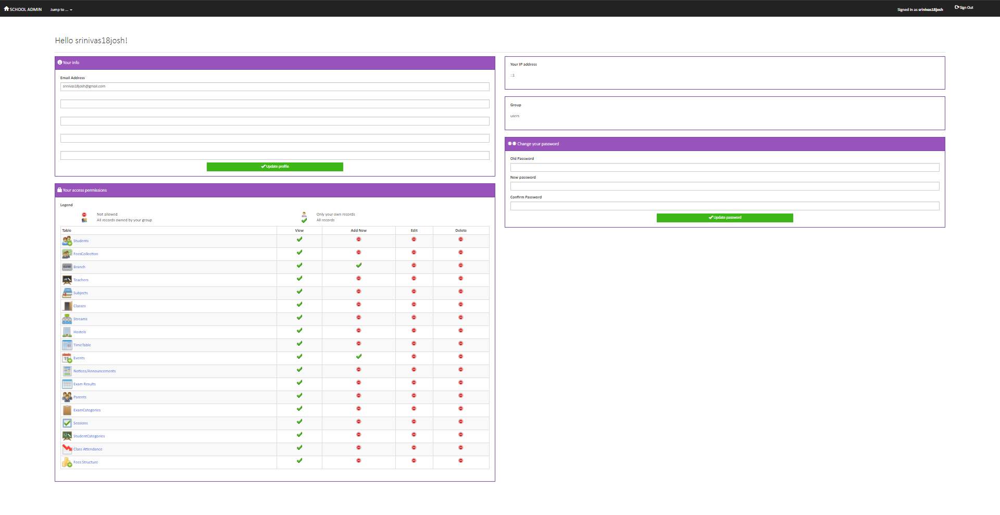 SCHOOL ADMIN Jump to ... Signed in as srinivas18josh Sign Out
Hello srinivas18josh!
Your info
Email Address
srinivas18josh@gmail.com
Update profile
Your access permissions
Legend
Not allowed Only your own records
All records owned by your group All records
Table View Add New Edit Delete
Students
FeesCollection
BANK Branch
Teachers
Subjects
Classes
Streams
Hostels
TimeTable
15 Events
Notices/Announcements
Exam Results
Parents
ExamCategories
Sessions
StudentCategories
Class Attendance
Fees Structure
Your IP address
::1
Group
users
Change your password
Old Password
New password
Confirm Password
Update password